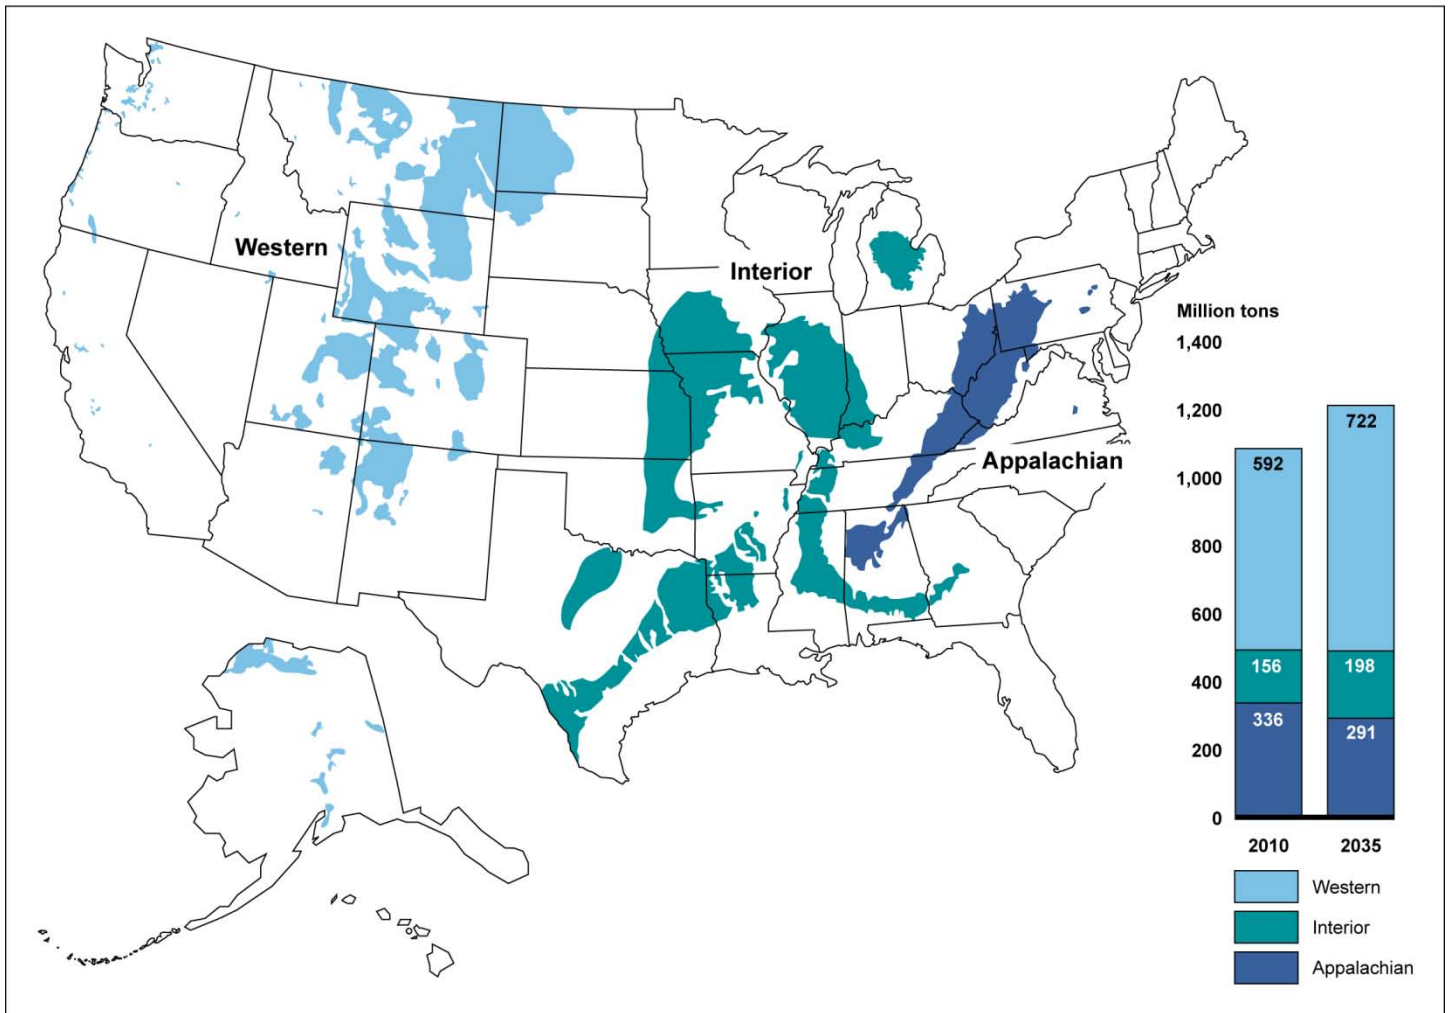 Western
Interior
Appalachian
Million tons
1,400
1,200
1,000
800
600
400
200
0
592
156
336
722
198
291
2010
2035
Western
Interior
Appalachian